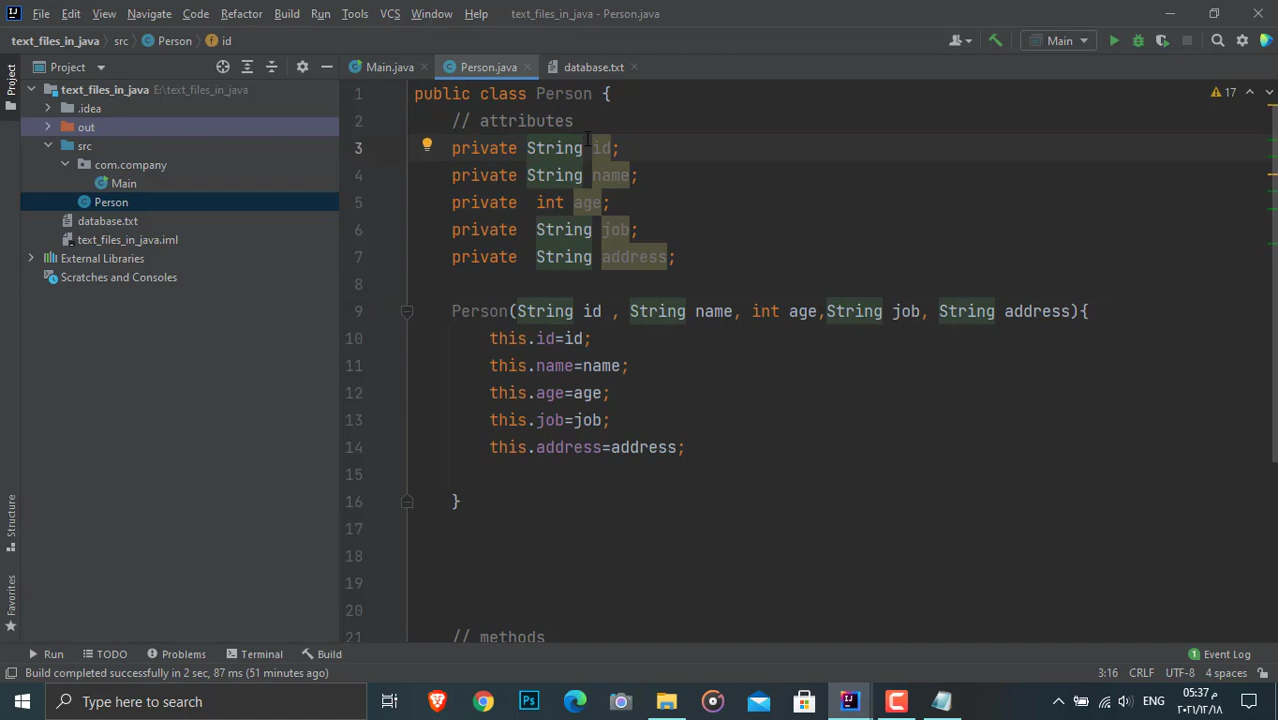 File Edit View Navigate Code Refactor Build Run Tools VCS Window Help text_files_in_java - Person.java
text_files_in_java src Person id Main
Project Main.java Person.java database.txt
Project
text_files_in_java E:\text_files_in_java
.idea
out
src
com.company
Main
Person
database.txt
text_files_in_java.iml
External Libraries
Scratches and Consoles
Structure
Favorites
17
1 public class Person {
2 // attributes
3 private String id;
4 private String name;
5 private  int age;
6 private  String job;
7 private  String address;
8
9 Person(String id , String name, int age,String job, String address){
10 this.id=id;
11 this.name=name;
12 this.age=age;
13 this.job=job;
14 this.address=address;
15
16 }
17
18
19
20
21 // methods
Run TODO Problems Terminal Build 1 Event Log
Build completed successfully in 2 sec, 87 ms (51 minutes ago) 3:16 CRLF UTF-8 4 spaces
Type here to search Ps ENG
05:37 م